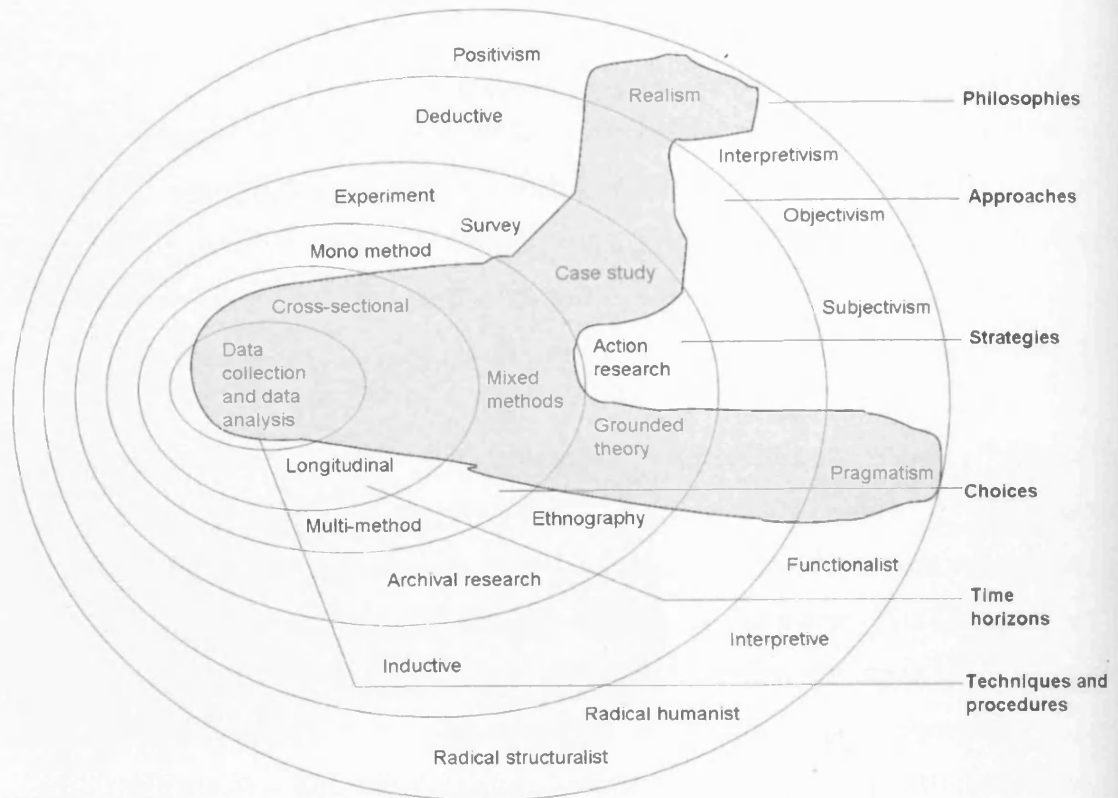 Positivism
Realism
Philosophies
Deductive
Interpretivism
Experiment
Approaches
Survey
Objectivism
Mono method
Case study
Cross-sectional
Subjectivism
Strategies
Data
collection
and data
analysis
Action
research
Mixed
methods
Grounded
theory
Longitudinal
Pragmatism
Choices
Multi-method
Ethnography
Functionalist
Archival research
Time
horizons
Interpretive
Inductive
Techniques and
procedures
Radical humanist
Radical structuralist